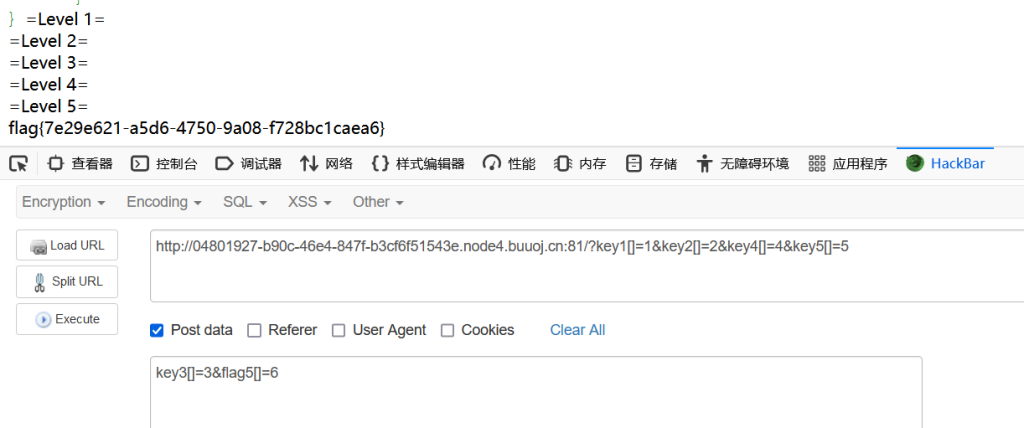 } =Level 1=
=Level 2=
=Level 3=
=Level 4=
=Level 5=
flag{7e29e621-a5d6-4750-9a08-f728bc1caea6}
查看器 控制台 调试器 网络 样式编辑器 性能 内存 存储 无障碍环境 应用程序 HackBar
Encryption Encoding SQL XSS Other
Load URL
http://04801927-b90c-46e4-847f-b3cf6f51543e.node4.buuoj.cn:81/?key1[]=1&key2[]=2&key4[]=4&key5[]=5
Split URL
Execute
Post data Referer User Agent Cookies Clear All
key3[]=3&flag5[]=6